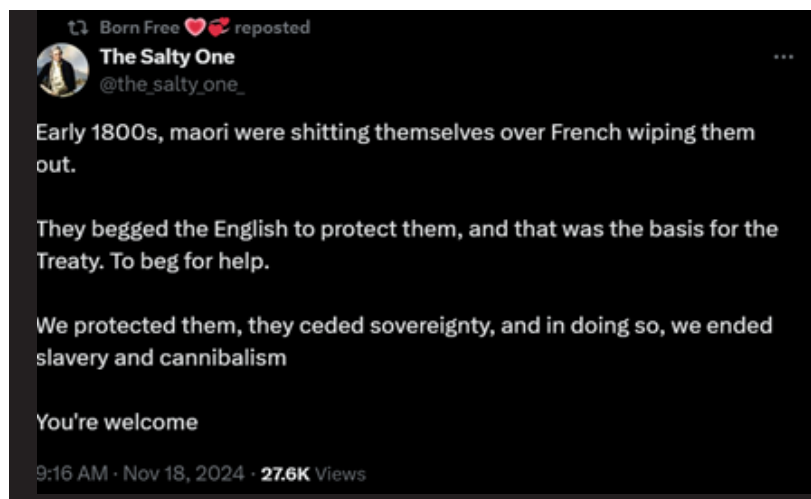 Born Free ❤️💞 reposted
The Salty One
@the_salty_one_
Early 1800s, maori were shitting themselves over French wiping them
out.
They begged the English to protect them, and that was the basis for the
Treaty. To beg for help.
We protected them, they ceded sovereignty, and in doing so, we ended
slavery and cannibalism
You're welcome
9:16 AM · Nov 18, 2024 · 27.6K Views